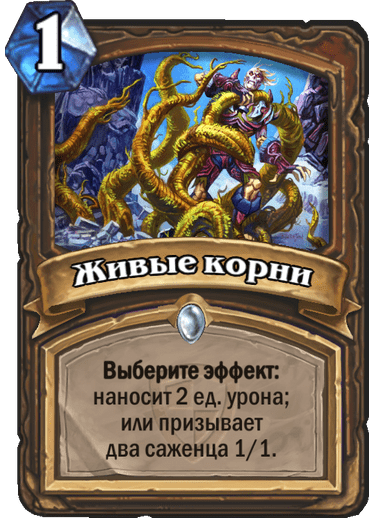 1
Живые корни
Выберите эффект:
наносит 2 ед. урона;
или призывает
два саженца 1/1.